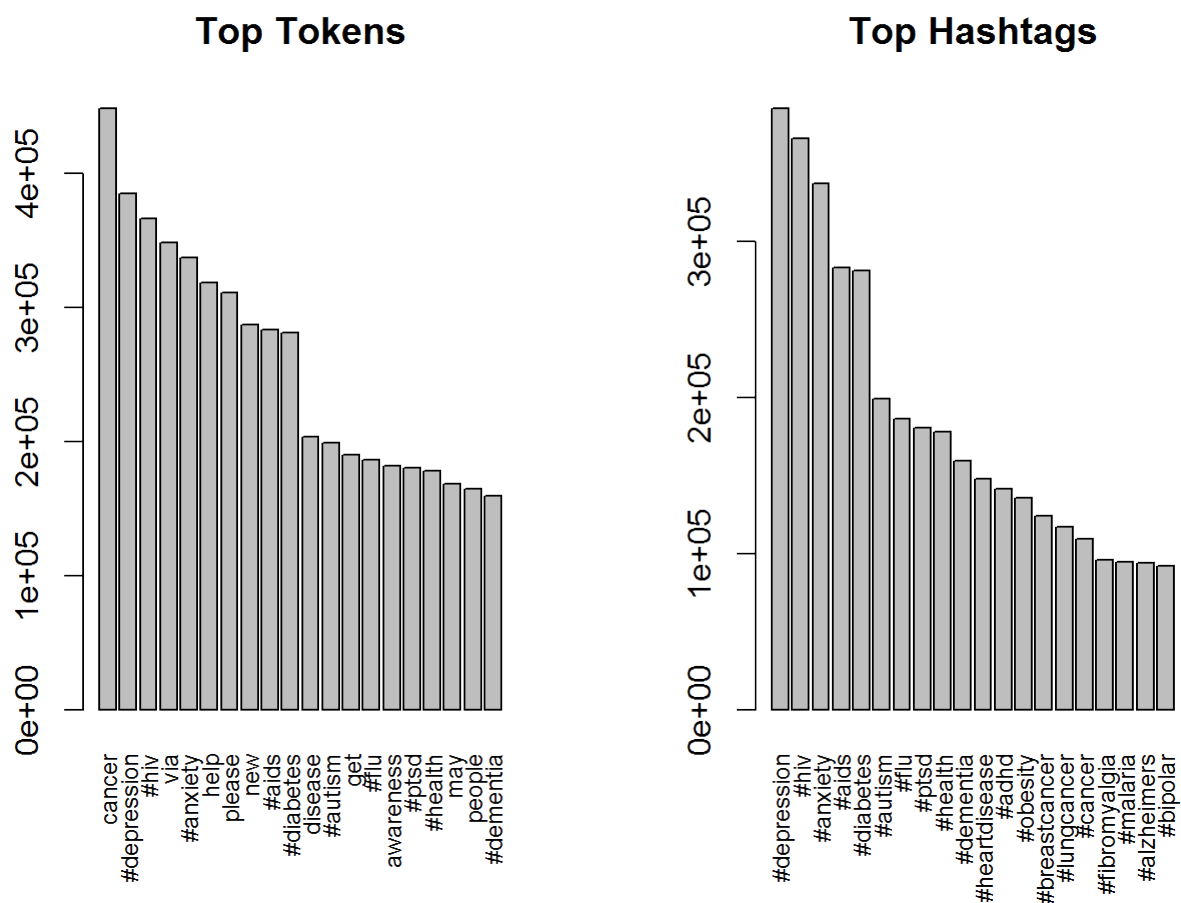 Top Tokens
4e+05
3e+05
2e+05
1e+05
0e+00
cancer
#depression
#hiv
via
#anxiety
help
please
new
#aids
#diabetes
disease
#autism
get
#flu
awareness
#ptsd
#health
may
people
#dementia
Top Hashtags
3e+05
2e+05
1e+05
0e+00
#depression
#hiv
#anxiety
#aids
#diabetes
#autism
#flu
#ptsd
#health
#dementia
#heartdisease
#adhd
#obesity
#breastcancer
#lungcancer
#cancer
#fibromyalgia
#malaria
#alzheimers
#bipolar